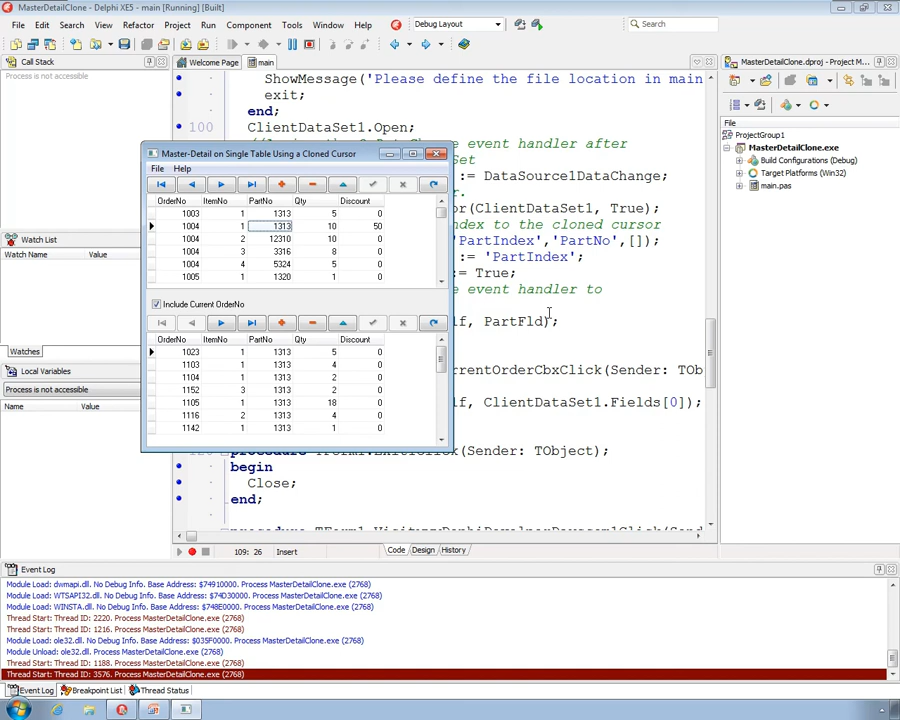 MasterDetailClone - Delphi XE5 - main [Running] [Built]
File Edit Search View Refactor Project Run Component Tools Window Help
Debug Layout
Search
Call Stack
Process is not accessible
Welcome Page
main
ShowMessage('Please define the file location in main
exit;
end;
100
ClientDataSet1.Open;
e event handler after
Set
:= DataSource1DataChange;
r.
or(ClientDataSet1, True);
ndex to the cloned cursor
'PartIndex','PartNo',[]);
:= 'PartIndex';
:= True;
e event handler to
lf, PartFld);
rrentOrderCbxClick(Sender: TOb
lf, ClientDataSet1.Fields[0]);
Click(Sender: TObject);
begin
Close;
end;
Master-Detail on Single Table Using a Cloned Cursor
File Help
OrderNo ItemNo PartNo Qty Discount
1003 1 1313 5 0
1004 1 1313 10 50
1004 2 12310 10 0
1004 3 3316 8 0
1004 4 5324 5 0
1005 1 1320 1 0
Include Current OrderNo
OrderNo ItemNo PartNo Qty Discount
1023 1 1313 5 0
1103 1 1313 4 0
1104 1 1313 2 0
1152 3 1313 2 0
1105 1 1313 18 0
1116 2 1313 4 0
1142 1 1313 1 0
Watch List
Watch Name Value
Watches
Local Variables
Process is not accessible
Name Value
109: 26 Insert
Code Design History
MasterDetailClone.dproj - Project M...
File
ProjectGroup1
MasterDetailClone.exe
Build Configurations (Debug)
Target Platforms (Win32)
main.pas
Event Log
Module Load: dwmapi.dll. No Debug Info. Base Address: $74910000. Process MasterDetailClone.exe (2768)
Module Load: WTSAPI32.dll. No Debug Info. Base Address: $74D30000. Process MasterDetailClone.exe (2768)
Module Load: WINSTA.dll. No Debug Info. Base Address: $748E0000. Process MasterDetailClone.exe (2768)
Thread Start: Thread ID: 2220. Process MasterDetailClone.exe (2768)
Thread Start: Thread ID: 1216. Process MasterDetailClone.exe (2768)
Module Load: ole32.dll. No Debug Info. Base Address: $035F0000. Process MasterDetailClone.exe (2768)
Module Unload: ole32.dll. Process MasterDetailClone.exe (2768)
Thread Start: Thread ID: 1188. Process MasterDetailClone.exe (2768)
Thread Start: Thread ID: 3576. Process MasterDetailClone.exe (2768)
Event Log Breakpoint List Thread Status